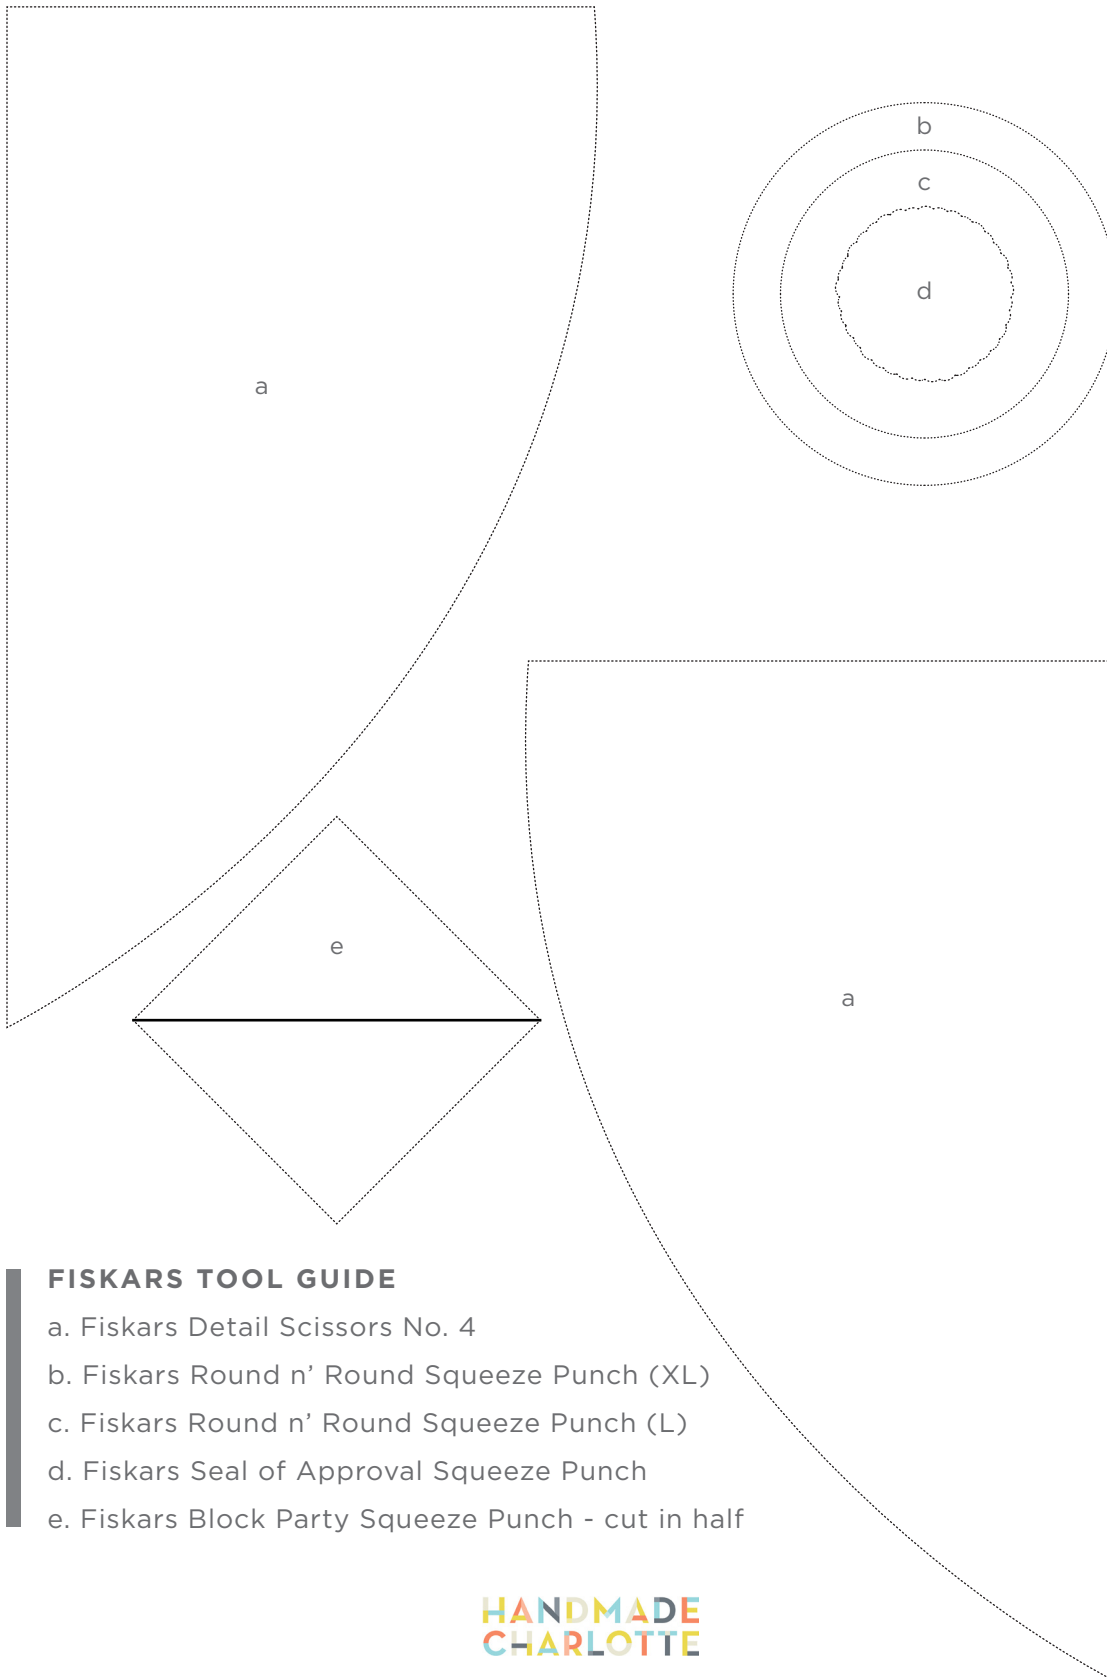 b
c
d
a
e
a
FISKARS TOOL GUIDE
a. Fiskars Detail Scissors No. 4
b. Fiskars Round n’ Round Squeeze Punch (XL)
c. Fiskars Round n’ Round Squeeze Punch (L)
d. Fiskars Seal of Approval Squeeze Punch
e. Fiskars Block Party Squeeze Punch - cut in half
HANDMADE
CHARLOTTE